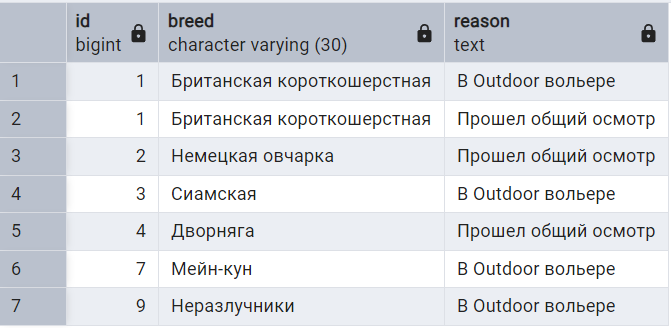 id breed reason
bigint character varying (30) text
1 1 Британская короткошерстная В Outdoor вольере
2 1 Британская короткошерстная Прошел общий осмотр
3 2 Немецкая овчарка Прошел общий осмотр
4 3 Сиамская В Outdoor вольере
5 4 Дворняга Прошел общий осмотр
6 7 Мейн-кун В Outdoor вольере
7 9 Неразлучники В Outdoor вольере